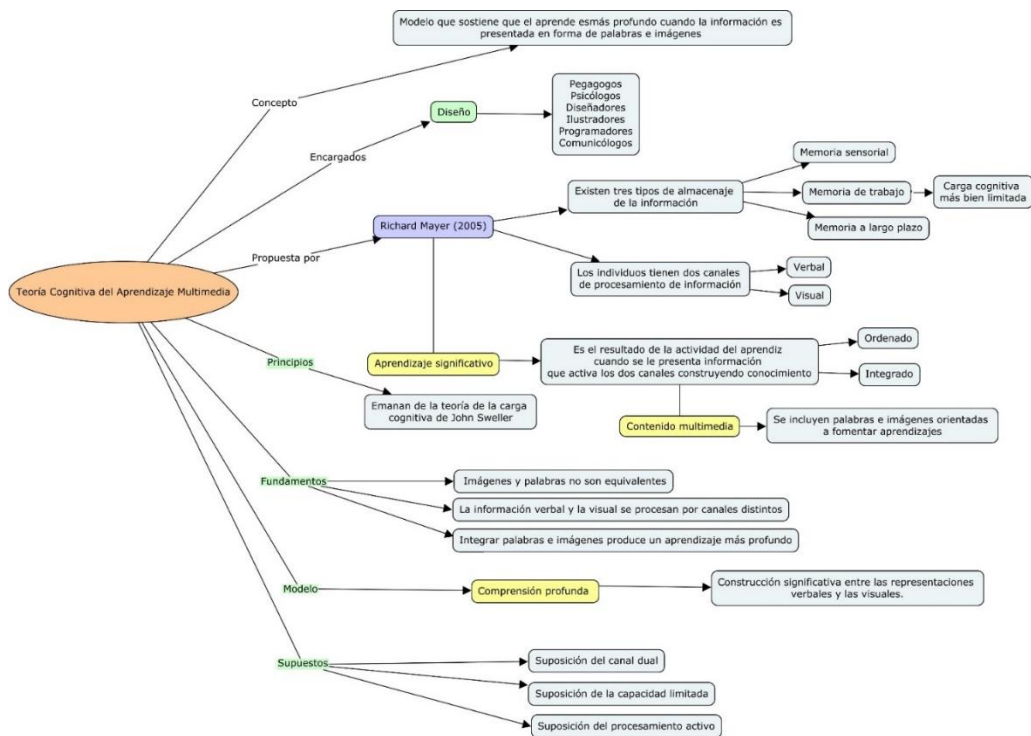 Modelo que sostiene que el aprende esmás profundo cuando la información es
presentada en forma de palabras e imágenes
Concepto
Diseño
Pegagogos
Psicólogos
Diseñadores
Ilustradores
Programadores
Comunicólogos
Encargados
Memoria sensorial
Existen tres tipos de almacenaje
de la información
Memoria de trabajo
Carga cognitiva
más bien limitada
Memoria a largo plazo
Richard Mayer (2005)
Propuesta por
Los individuos tienen dos canales
de procesamiento de información
Verbal
Visual
Teoría Cognitiva del Aprendizaje Multimedia
Principios
Aprendizaje significativo
Es el resultado de la actividad del aprendiz
cuando se le presenta información
que activa los dos canales construyendo conocimiento
Ordenado
Integrado
Emanan de la teoría de la carga
cognitiva de John Sweller
Contenido multimedia
Se incluyen palabras e imágenes orientadas
a fomentar aprendizajes
Fundamentos
Imágenes y palabras no son equivalentes
La información verbal y la visual se procesan por canales distintos
Integrar palabras e imágenes produce un aprendizaje más profundo
Modelo
Comprensión profunda
Construcción significativa entre las representaciones
verbales y las visuales.
Supuestos
Suposición del canal dual
Suposición de la capacidad limitada
Suposición del procesamiento activo